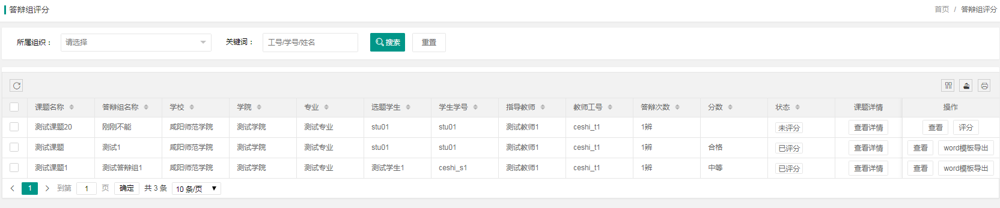 答辩组评分
首页 / 答辩组评分
所属组织： 请选择 关键词： 工号/学号/姓名 搜索 重置
课题名称 答辩组名称 学校 学院 专业 选题学生 学生学号 指导教师 教师工号 答辩次数 分数 状态 课题详情 操作
测试课题20 刚刚不能 咸阳师范学院 测试学院 测试专业 stu01 stu01 测试教师1 ceshi_t1 1辨 未评分 查看详情 查看 评分
测试课题 测试1 咸阳师范学院 测试学院 测试专业 stu01 stu01 测试教师1 ceshi_t1 1辨 合格 已评分 查看详情 查看 word模板导出
测试课题1 测试答辩组1 咸阳师范学院 测试学院 测试专业 测试学生1 ceshi_s1 测试教师1 ceshi_t1 1辨 中等 已评分 查看详情 查看 word模板导出
1 到第 1 页 确定 共 3 条 10 条/页